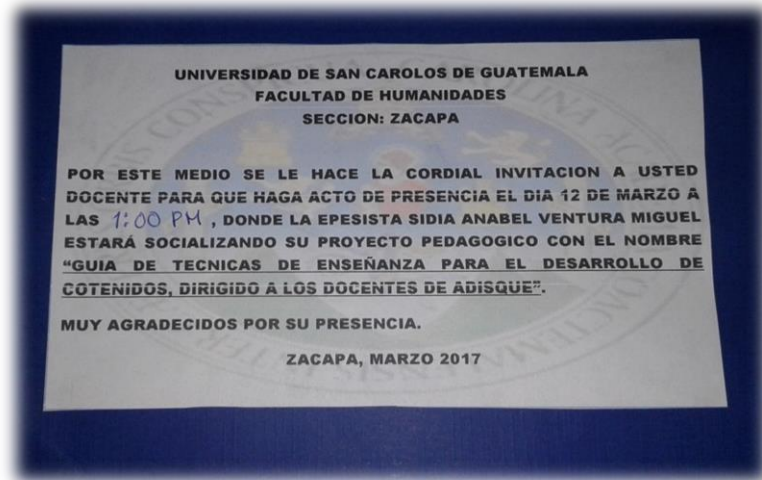 UNIVERSIDAD DE SAN CAROLOS DE GUATEMALA
FACULTAD DE HUMANIDADES
SECCION: ZACAPA
POR ESTE MEDIO SE LE HACE LA CORDIAL INVITACION A USTED
DOCENTE PARA QUE HAGA ACTO DE PRESENCIA EL DIA 12 DE MARZO A
LAS 1:00 PM , DONDE LA EPESISTA SIDIA ANABEL VENTURA MIGUEL
ESTARÁ SOCIALIZANDO SU PROYECTO PEDAGOGICO CON EL NOMBRE
“GUIA DE TECNICAS DE ENSEÑANZA PARA EL DESARROLLO DE
COTENIDOS, DIRIGIDO A LOS DOCENTES DE ADISQUE”.
MUY AGRADECIDOS POR SU PRESENCIA.
ZACAPA, MARZO 2017